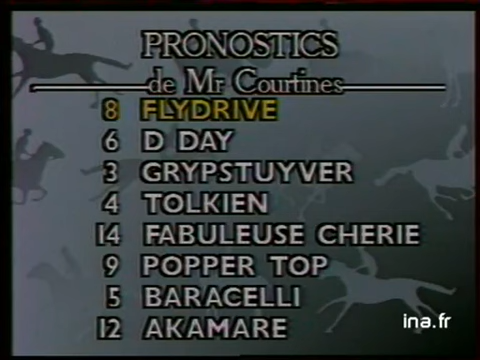 PRONOSTICS
de Mr Courtines
8 FLYDRIVE
6 D DAY
3 GRYPSTUYVER
4 TOLKIEN
14 FABULEUSE CHERIE
9 POPPER TOP
5 BARACELLI
12 AKAMARE
ina.fr